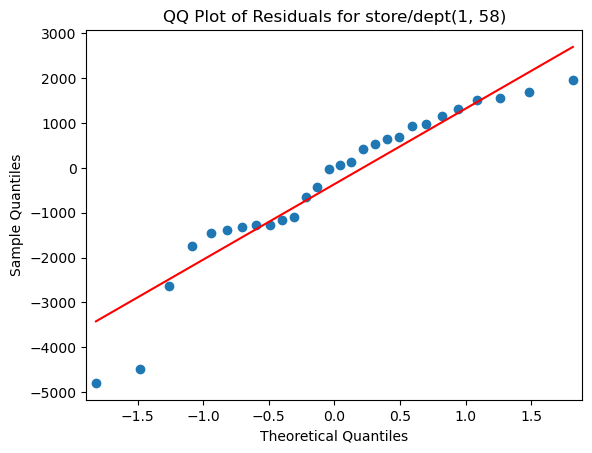 QQ Plot of Residuals for store/dept(1, 58)
3000
2000
1000
0
−1000
−2000
−3000
−4000
−5000
Sample Quantiles
−1.5 −1.0 −0.5 0.0 0.5 1.0 1.5
Theoretical Quantiles